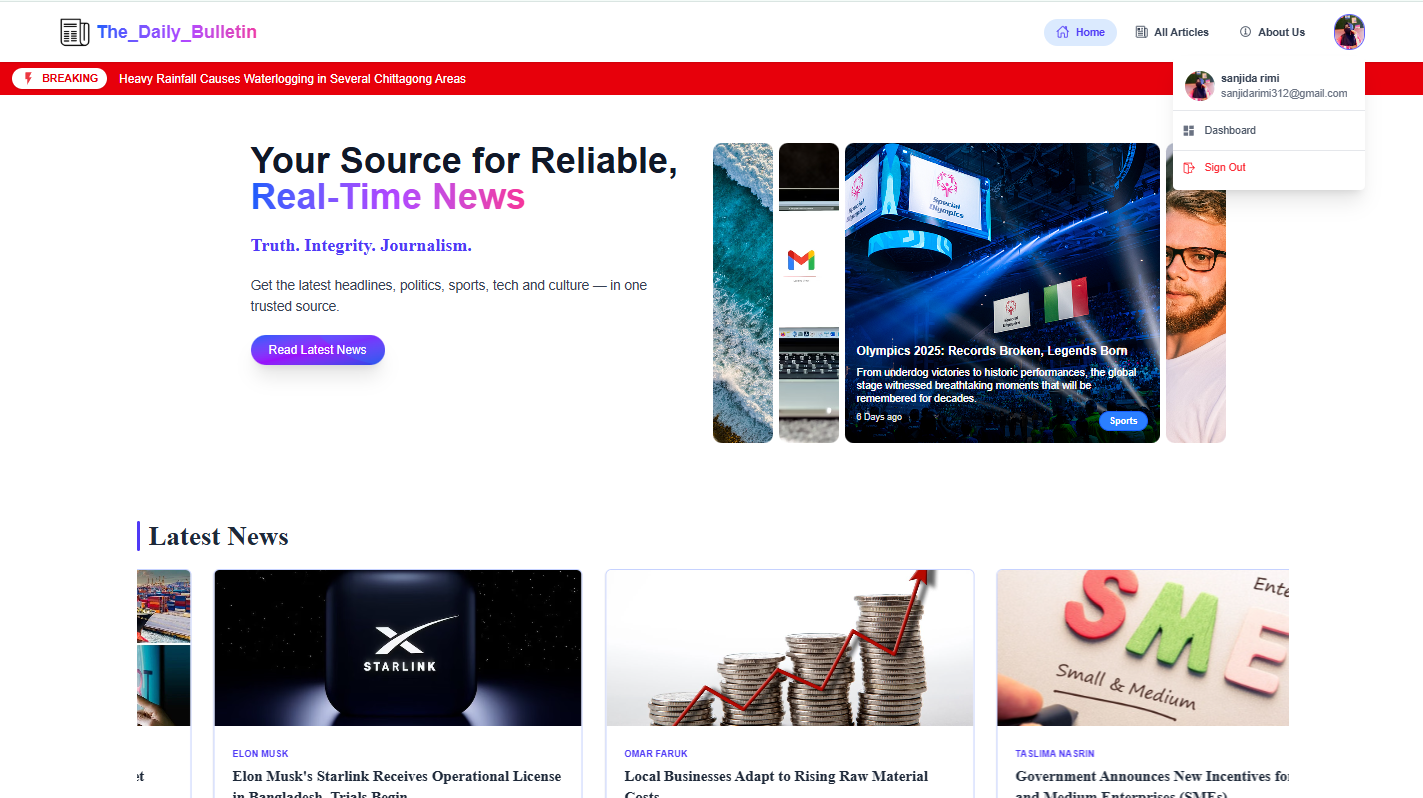 The_Daily_Bulletin
Home
All Articles
About Us
BREAKING
Heavy Rainfall Causes Waterlogging in Several Chittagong Areas
sanjida rimi
sanjidarimi312@gmail.com
Dashboard
Sign Out
Your Source for Reliable,
Real-Time News
Truth. Integrity. Journalism.
Get the latest headlines, politics, sports, tech and culture — in one
trusted source.
Read Latest News
Special
Olympics
Olympics 2025: Records Broken, Legends Born
From underdog victories to historic performances, the global
stage witnessed breathtaking moments that will be
remembered for decades.
6 Days ago
Sports
Latest News
STARLINK
Ente
SME
Small & Medium
ELON MUSK
OMAR FARUK
TASLIMA NASRIN
et
Elon Musk's Starlink Receives Operational License
in Bangladesh, Trials Begin
Local Businesses Adapt to Rising Raw Material
Costs
Government Announces New Incentives fo
and Medium Enterprises (SMEs)